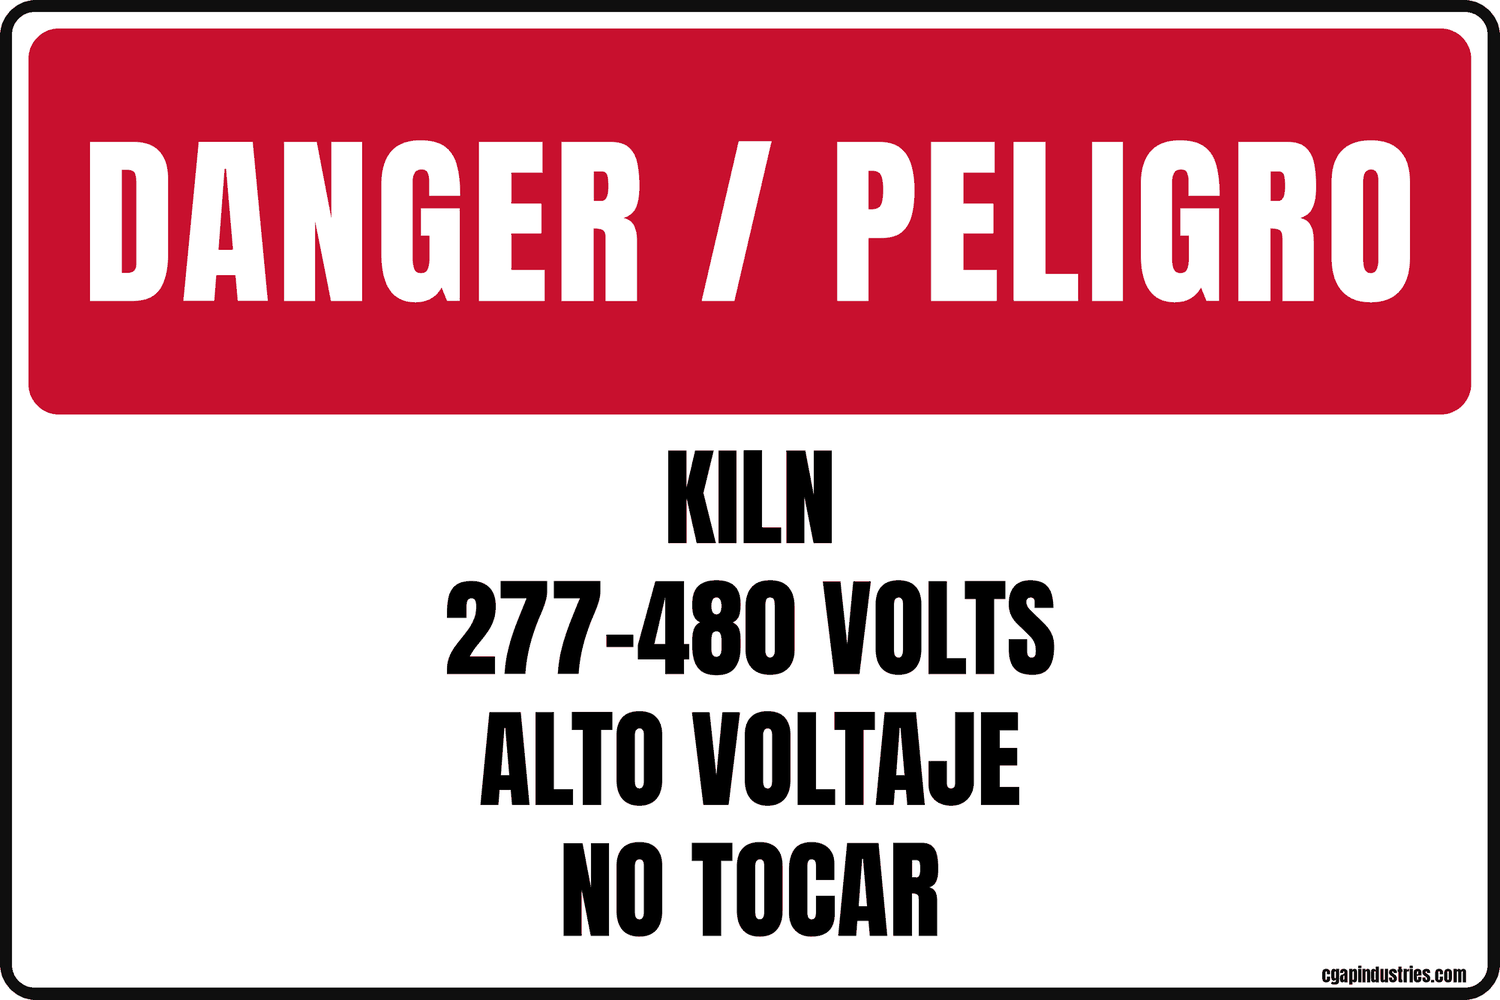 DANGER / PELIGRO
KILN
277-480 VOLTS
ALTO VOLTAJE
NO TOCAR
cgapindustries.com